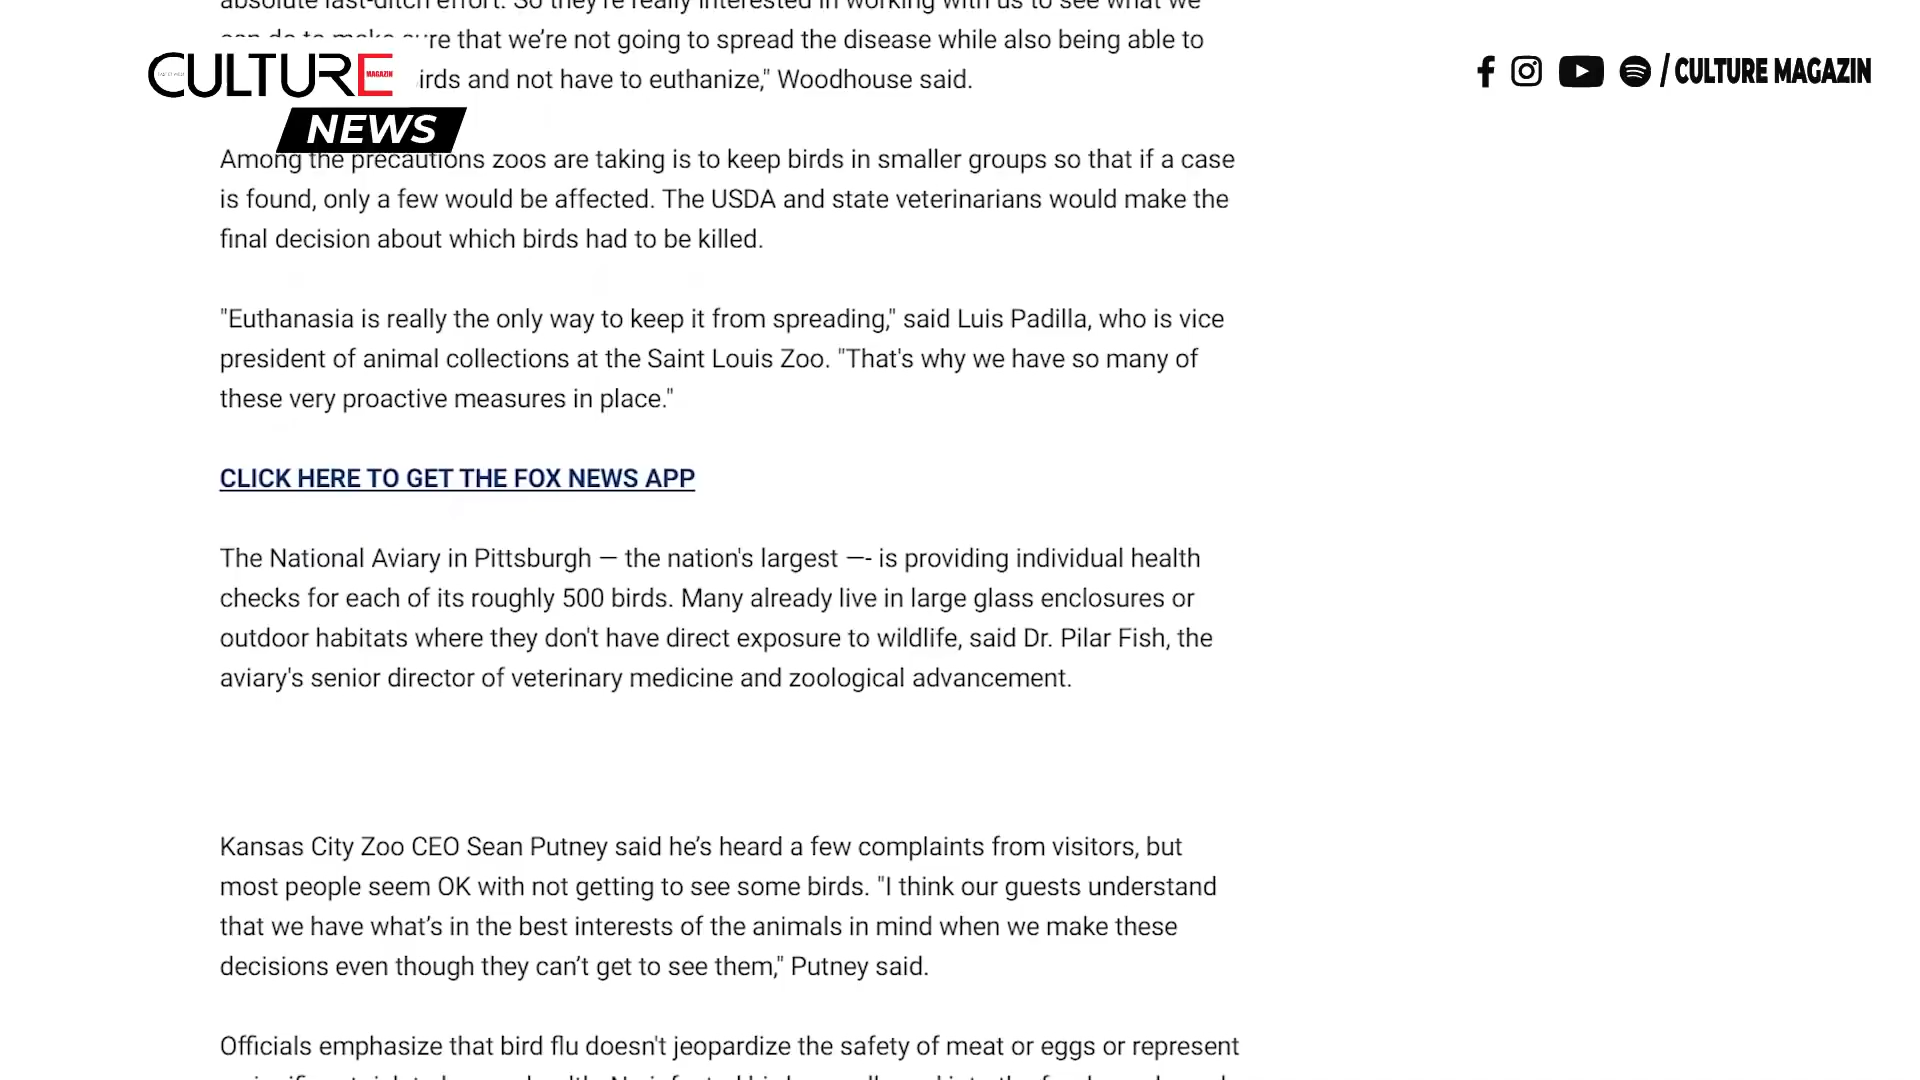 absolute last-ditch effort. So they're really interested in working with us to see what we
can do to make sure that we’re not going to spread the disease while also being able to
irds and not have to euthanize," Woodhouse said.
CULTURE
MAGAZIN
NEWS
/ CULTURE MAGAZIN
Among the precautions zoos are taking is to keep birds in smaller groups so that if a case
is found, only a few would be affected. The USDA and state veterinarians would make the
final decision about which birds had to be killed.
"Euthanasia is really the only way to keep it from spreading," said Luis Padilla, who is vice
president of animal collections at the Saint Louis Zoo. "That's why we have so many of
these very proactive measures in place."
CLICK HERE TO GET THE FOX NEWS APP
The National Aviary in Pittsburgh — the nation's largest —- is providing individual health
checks for each of its roughly 500 birds. Many already live in large glass enclosures or
outdoor habitats where they don't have direct exposure to wildlife, said Dr. Pilar Fish, the
aviary's senior director of veterinary medicine and zoological advancement.
Kansas City Zoo CEO Sean Putney said he’s heard a few complaints from visitors, but
most people seem OK with not getting to see some birds. "I think our guests understand
that we have what’s in the best interests of the animals in mind when we make these
decisions even though they can’t get to see them," Putney said.
Officials emphasize that bird flu doesn't jeopardize the safety of meat or eggs or represent